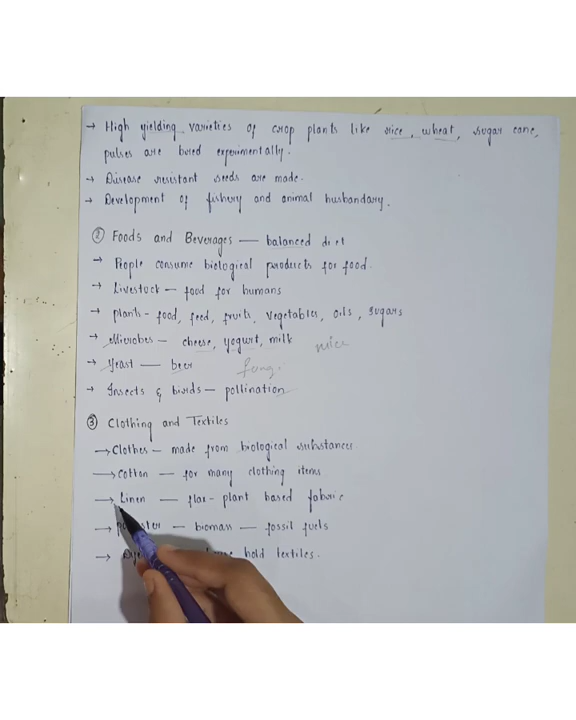 → High yielding varieties of crop plants like rice, wheat, sugar cane,
pulses are bred experimentally.
→ Disease resistant seeds are made.
→ Development of fishery and animal husbandary.
② Foods and Beverages — balanced diet
→ People consume biological products for food.
→ Livestock — food for humans
→ plants - food, feed, fruits, vegetables, oils, sugars
→ Microbes - cheese, yogurt, milk
→ Yeast — beer
→ Insects & birds — pollination
③ Clothing and Textiles
→ Clothes - made from biological substances.
→ Cotton — for many clothing items
→ Linen — flax - plant based fabric
→ — biomass — fossil fuels
→ hold textiles.